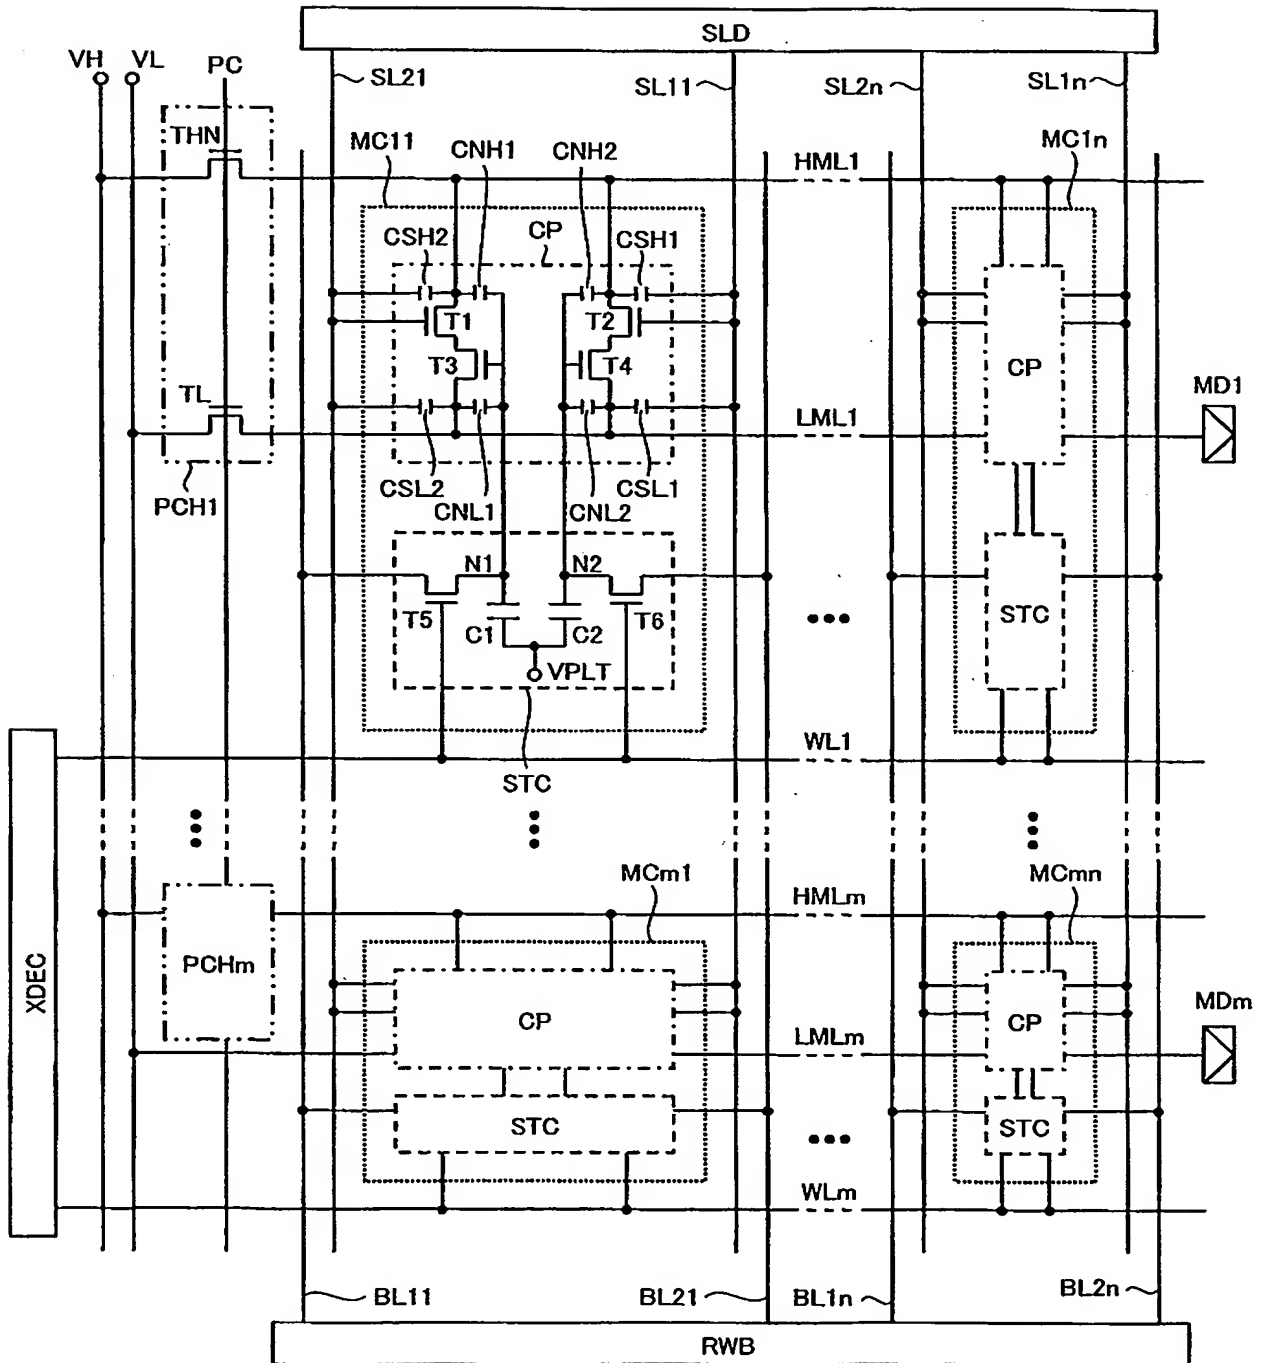 SLD
VH VL PC SL21 SL11 SL2n SL1n
THN MC11 CNH1 CNH2 HML1 MC1n
CSH2 CP CSH1
T1 T2
T3 T4 CP
TL LML1 MD1
PCH1 CSL2 CNL1 CNL2 CSL1
N1 N2
T5 C1 C2 T6 STC
VPLT
WL1
STC
MCm1 HMLm MCmn
XDEC PCHm CP CP MDm
LMLm
STC STC
WLm
BL11 BL21 BL1n BL2n
RWB